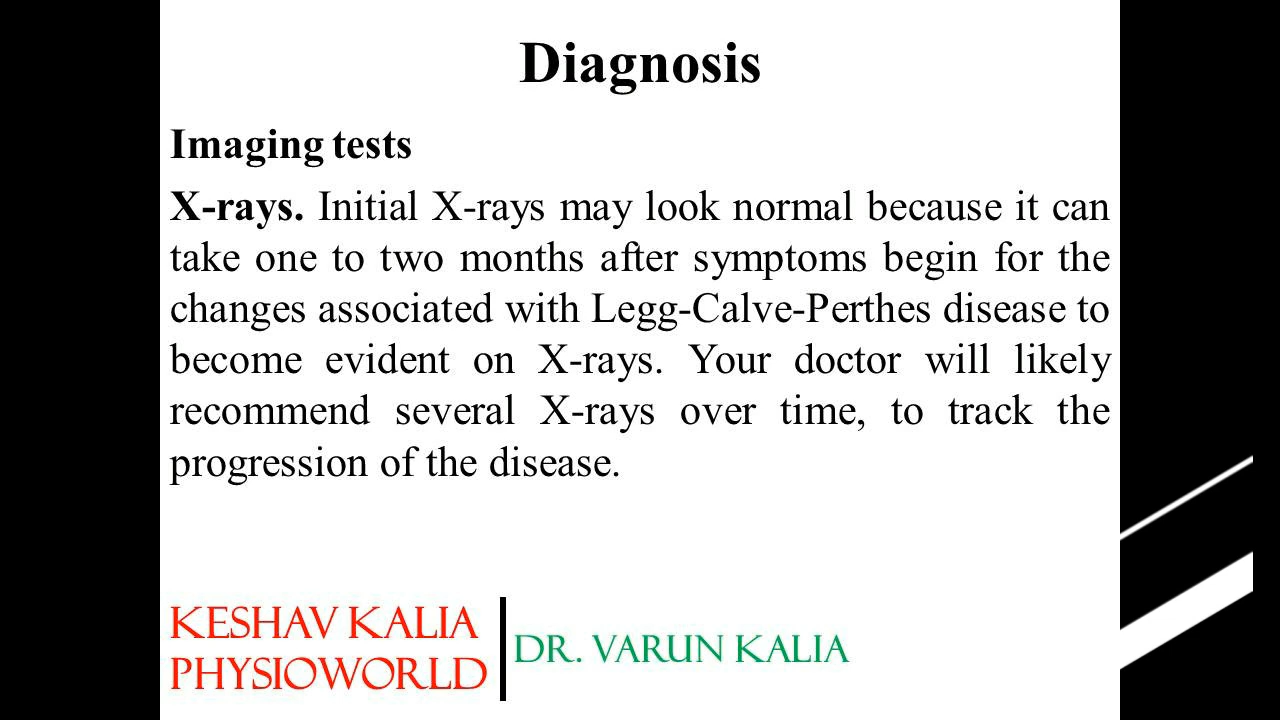 Diagnosis
Imaging tests
X-rays. Initial X-rays may look normal because it can
take one to two months after symptoms begin for the
changes associated with Legg-Calve-Perthes disease to
become evident on X-rays. Your doctor will likely
recommend several X-rays over time, to track the
progression of the disease.
KESHAV KALIA
PHYSIOWORLD
DR. VARUN KALIA